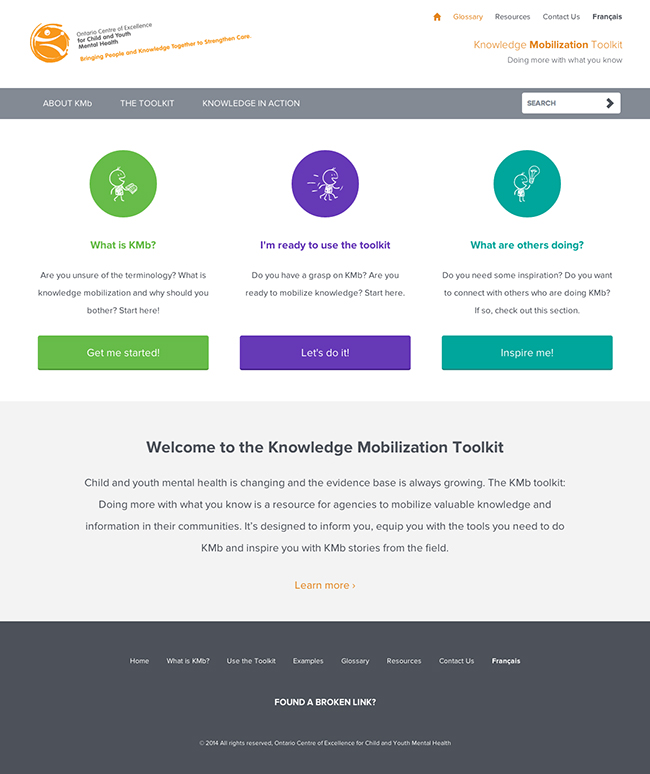 Ontario Centre of Excellence
for Child and Youth
Mental Health
Bringing People and Knowledge Together to Strengthen Care.
Glossary Resources Contact Us Français
Knowledge Mobilization Toolkit
Doing more with what you know
ABOUT KMb THE TOOLKIT KNOWLEDGE IN ACTION SEARCH
What is KMb?
Are you unsure of the terminology? What is
knowledge mobilization and why should you
bother? Start here!
Get me started!
I'm ready to use the toolkit
Do you have a grasp on KMb? Are you
ready to mobilize knowledge? Start here.
Let's do it!
What are others doing?
Do you need some inspiration? Do you want
to connect with others who are doing KMb?
If so, check out this section.
Inspire me!
Welcome to the Knowledge Mobilization Toolkit
Child and youth mental health is changing and the evidence base is always growing. The KMb toolkit:
Doing more with what you know is a resource for agencies to mobilize valuable knowledge and
information in their communities. It's designed to inform you, equip you with the tools you need to do
KMb and inspire you with KMb stories from the field.
Learn more ›
Home What is KMb? Use the Toolkit Examples Glossary Resources Contact Us Français
FOUND A BROKEN LINK?
© 2014 All rights reserved, Ontario Centre of Excellence for Child and Youth Mental Health